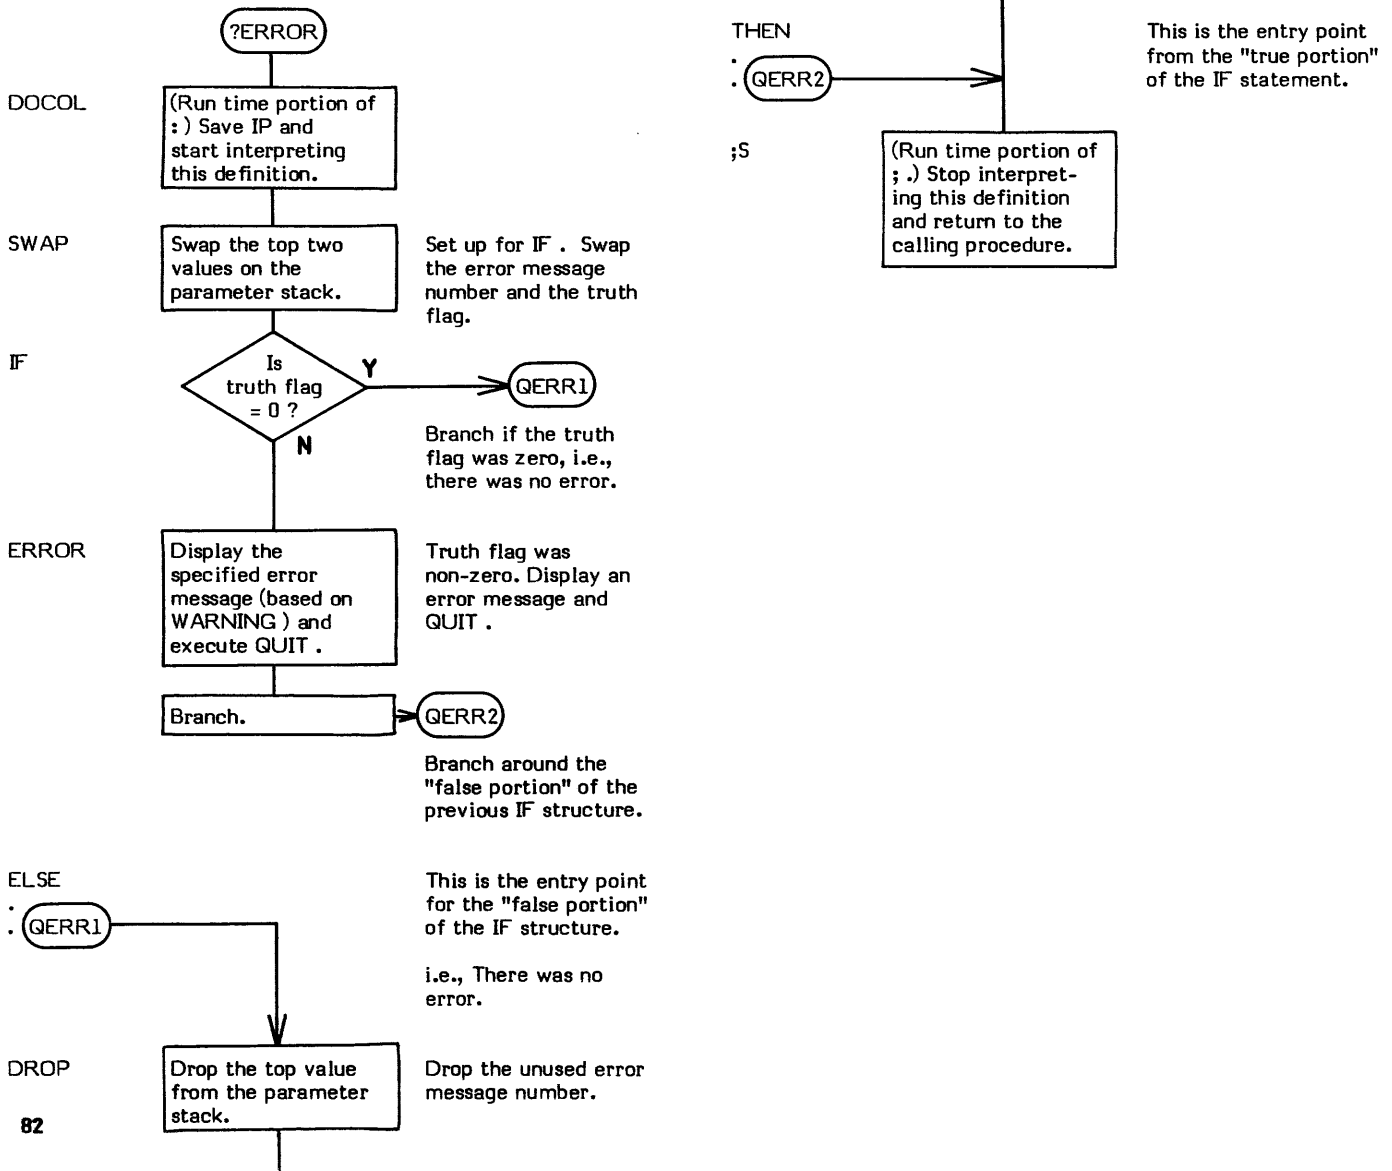 ?ERROR
DOCOL
(Run time portion of
: ) Save IP and
start interpreting
this definition.
SWAP
Swap the top two
values on the
parameter stack.
Set up for IF . Swap
the error message
number and the truth
flag.
IF
Is
truth flag
= 0 ?
Y
QERR1
N
Branch if the truth
flag was zero, i.e.,
there was no error.
ERROR
Display the
specified error
message (based on
WARNING ) and
execute QUIT .
Truth flag was
non-zero. Display an
error message and
QUIT .
Branch.
QERR2
Branch around the
"false portion" of the
previous IF structure.
ELSE
: QERR1
This is the entry point
for the "false portion"
of the IF structure.
i.e., There was no
error.
DROP
Drop the top value
from the parameter
stack.
Drop the unused error
message number.
82
THEN
: QERR2
This is the entry point
from the "true portion"
of the IF statement.
;S
(Run time portion of
; .) Stop interpret-
ing this definition
and return to the
calling procedure.